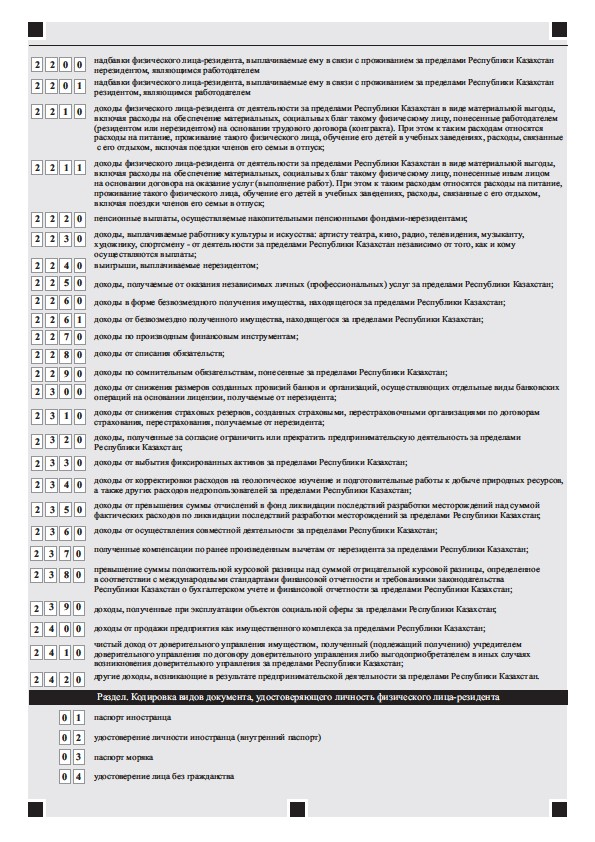 2200 надбавки физического лица-резидента, выплачиваемые ему в связи с проживанием за пределами Республики Казахстан
нерезидентом, являющимся работодателем
2201 надбавки физического лица-резидента, выплачиваемые ему в связи с проживанием за пределами Республики Казахстан
резидентом, являющимся работодателем
2210 доходы физического лица-резидента от деятельности за пределами Республики Казахстан в виде материальной выгоды,
включая расходы на обеспечение материальных, социальных благ такому физическому лицу, понесенные работодателем
(резидентом или нерезидентом) на основании трудового договора (контракта). При этом к таким расходам относятся
расходы на питание, проживание такого физического лица, обучение его детей в учебных заведениях, расходы, связанные
с его отдыхом, включая поездки членов его семьи в отпуск;
2211 доходы физического лица-резидента от деятельности за пределами Республики Казахстан в виде материальной выгоды,
включая расходы на обеспечение материальных, социальных благ такому физическому лицу, понесенные иным лицом
на основании договора на оказание услуг (выполнение работ). При этом к таким расходам относятся расходы на питание,
проживание такого физического лица, обучение его детей в учебных заведениях, расходы, связанные с его отдыхом,
включая поездки членов его семьи в отпуск;
2220 пенсионные выплаты, осуществляемые накопительными пенсионными фондами-нерезидентами;
2230 доходы, выплачиваемые работнику культуры и искусства: артисту театра, кино, радио, телевидения, музыканту,
художнику, спортсмену - от деятельности за пределами Республики Казахстан независимо от того, как и кому
осуществляются выплаты;
2240 выигрыши, выплачиваемые нерезидентом;
2250 доходы, получаемые от оказания независимых личных (профессиональных) услуг за пределами Республики Казахстан;
2260 доходы в форме безвозмездного получения имущества, находящегося за пределами Республики Казахстан;
2261 доходы от безвозмездно полученного имущества, находящегося за пределами Республики Казахстан;
2270 доходы по производным финансовым инструментам;
2280 доходы от списания обязательств;
2290 доходы по сомнительным обязательствам, понесенные за пределами Республики Казахстан;
2300 доходы от снижения размеров созданных провизий банков и организаций, осуществляющих отдельные виды банковских
операций на основании лицензии, получаемые от нерезидента;
2310 доходы от снижения страховых резервов, созданных страховыми, перестраховочными организациями по договорам
страхования, перестрахования, получаемые от нерезидента;
2320 доходы, полученные за согласие ограничить или прекратить предпринимательскую деятельность за пределами
Республики Казахстан;
2330 доходы от выбытия фиксированных активов за пределами Республики Казахстан;
2340 доходы от корректировки расходов на геологическое изучение и подготовительные работы к добыче природных ресурсов,
а также других расходов недропользователей за пределами Республики Казахстан;
2350 доходы от превышения суммы отчислений в фонд ликвидации последствий разработки месторождений над суммой
фактических расходов по ликвидации последствий разработки месторождений за пределами Республики Казахстан;
2360 доходы от осуществления совместной деятельности за пределами Республики Казахстан;
2370 полученные компенсации по ранее произведенным вычетам от нерезидента за пределами Республики Казахстан;
2380 превышение суммы положительной курсовой разницы над суммой отрицательной курсовой разницы, определенное
в соответствии с международными стандартами финансовой отчетности и требованиями законодательства
Республики Казахстан о бухгалтерском учете и финансовой отчетности за пределами Республики Казахстан;
2390 доходы, полученные при эксплуатации объектов социальной сферы за пределами Республики Казахстан;
2400 доходы от продажи предприятия как имущественного комплекса за пределами Республики Казахстан;
2410 чистый доход от доверительного управления имуществом, полученный (подлежащий получению) учредителем
доверительного управления по договору доверительного управления либо выгодоприобретателем в иных случаях
возникновения доверительного управления за пределами Республики Казахстан;
2420 другие доходы, возникающие в результате предпринимательской деятельности за пределами Республики Казахстан.
Раздел. Кодировка видов документа, удостоверяющего личность физического лица-резидента
01 паспорт иностранца
02 удостоверение личности иностранца (внутренний паспорт)
03 паспорт моряка
04 удостоверение лица без гражданства